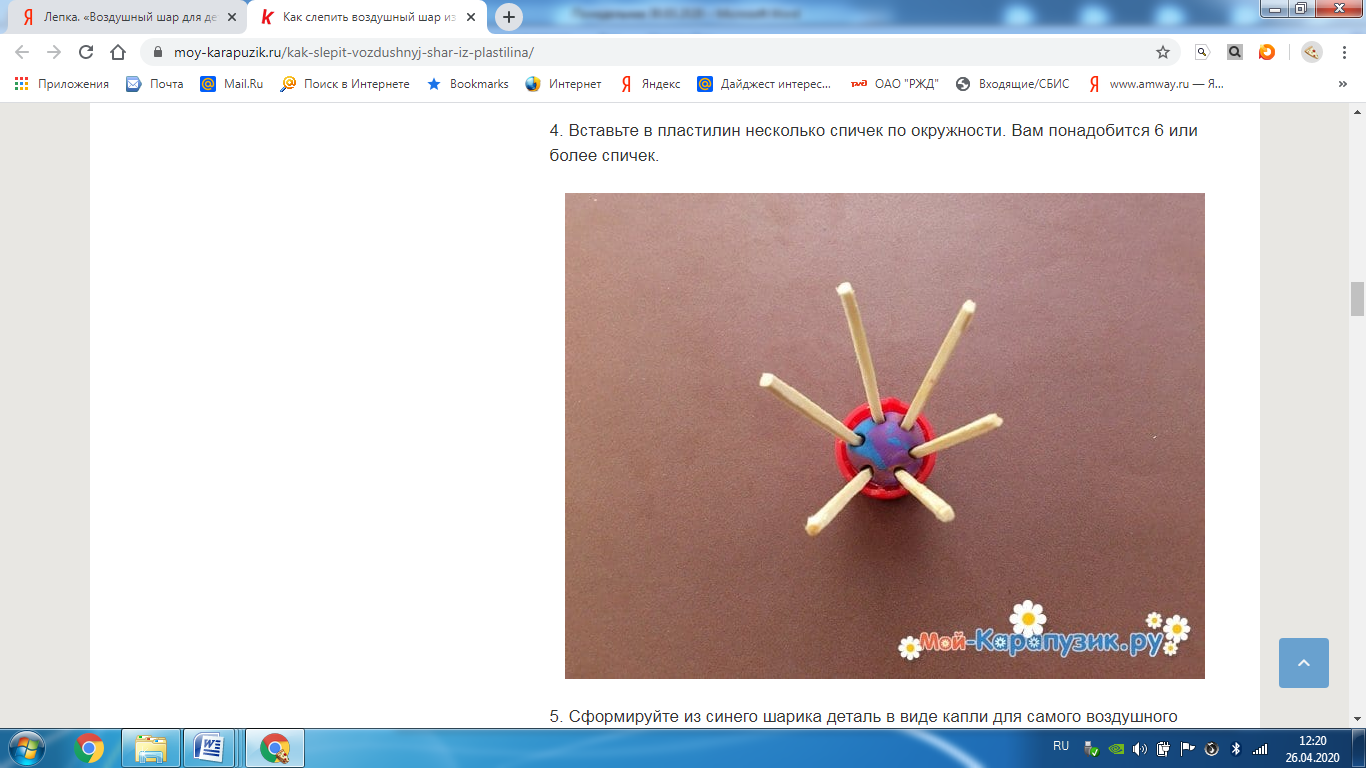 Лепка. «Воздушный шар для де
Как слепить воздушный шар из
moy-karapuzik.ru/kak-slepit-vozdushnyj-shar-iz-plastilina/
Приложения Почта Mail.Ru Поиск в Интернете Bookmarks Интернет Яндекс Дайджест интерес... ОАО "РЖД" Входящие/СБИС www.amway.ru — Я...
4. Вставьте в пластилин несколько спичек по окружности. Вам понадобится 6 или
более спичек.
Мой-Карапузик.ру
5. Сформируйте из синего шарика деталь в виде капли для самого воздушного
RU
12:20
26.04.2020